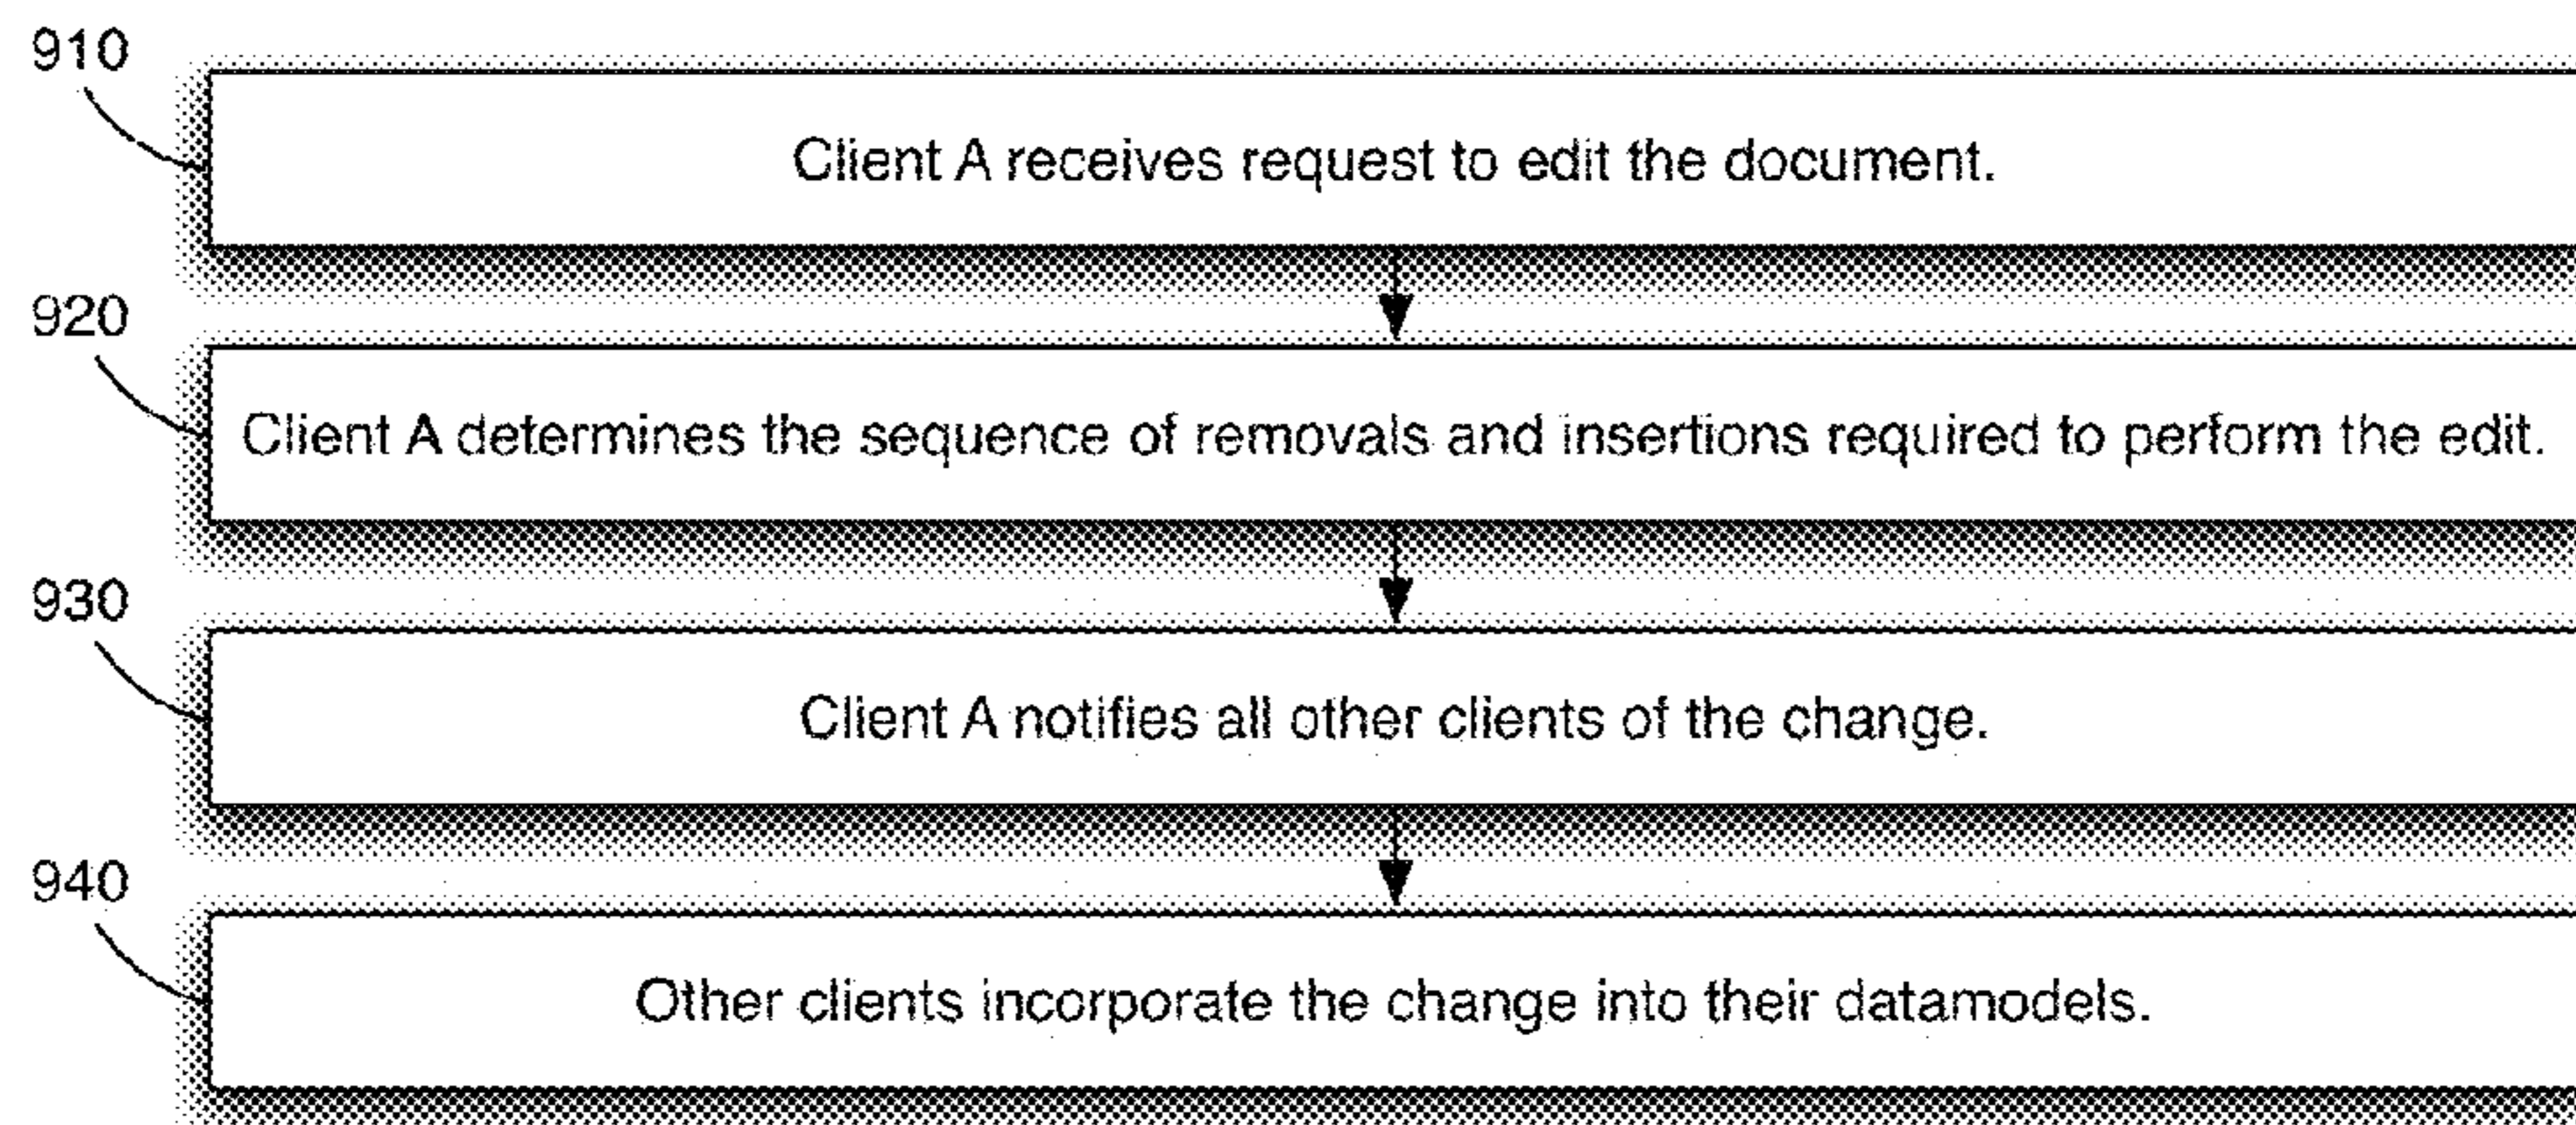 910
Client A receives request to edit the document.
920
Client A determines the sequence of removals and insertions required to perform the edit.
930
Client A notifies all other clients of the change.
940
Other clients incorporate the change into their datamodels.